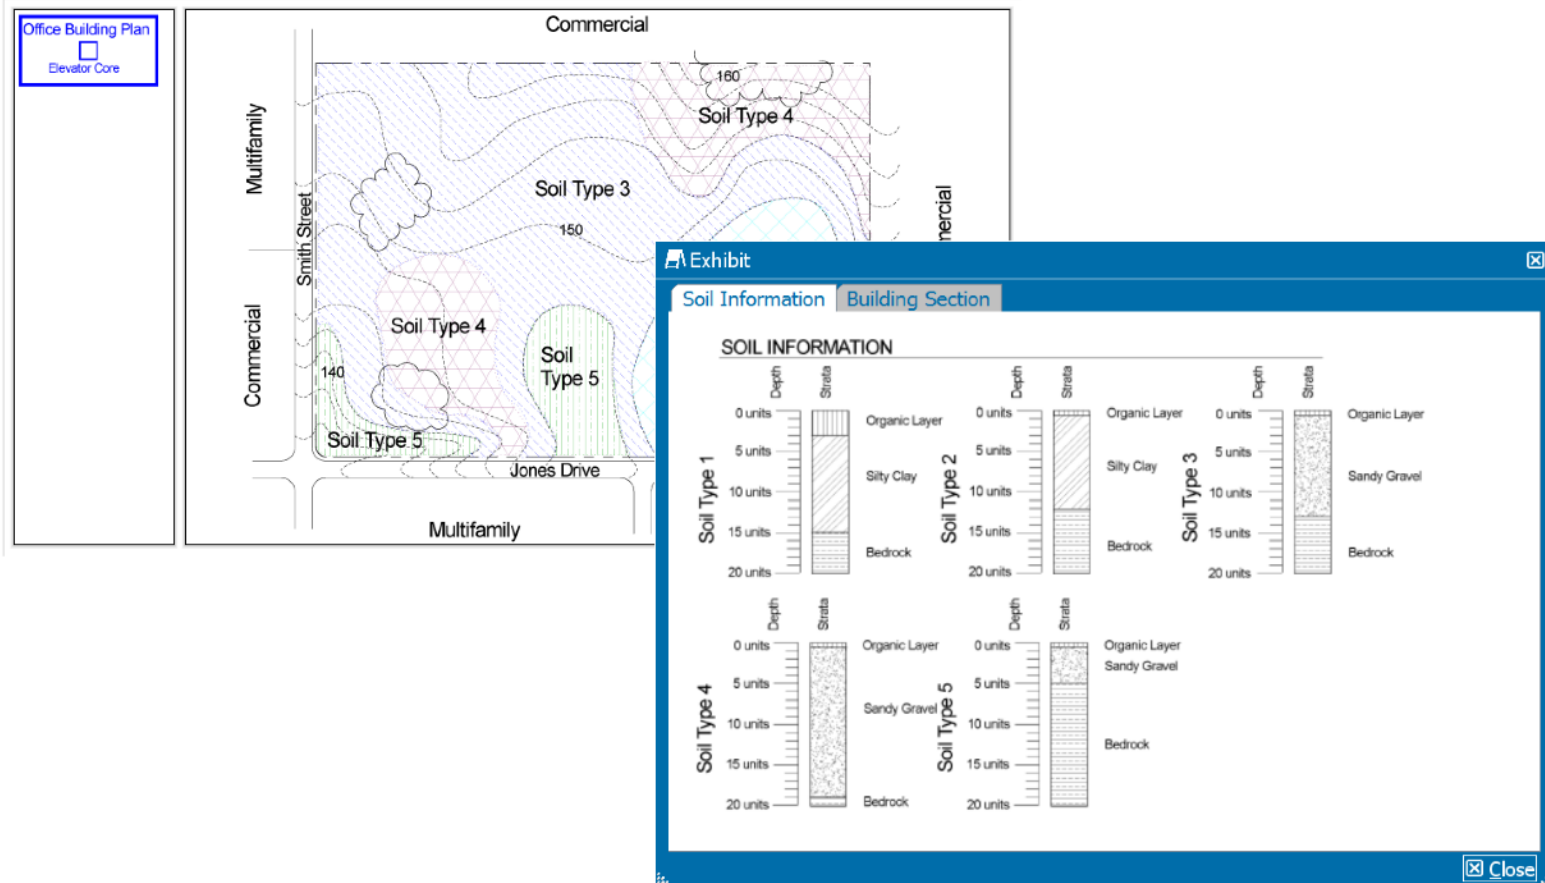 Office Building Plan
Elevator Core
Commercial
160
Soil Type 4
Multifamily
Soil Type 3
Smith Street
150
mercial
Commercial
Soil Type 4
Soil
Type 5
140
Soil Type 5
Jones Drive
Multifamily
Exhibit
Soil Information
Building Section
SOIL INFORMATION
Soil Type 1
Depth
Strata
0 units
5 units
10 units
15 units
20 units
Organic Layer
Silty Clay
Bedrock
Soil Type 2
Depth
Strata
0 units
5 units
10 units
15 units
20 units
Organic Layer
Silty Clay
Bedrock
Soil Type 3
Depth
Strata
0 units
5 units
10 units
15 units
20 units
Organic Layer
Sandy Gravel
Bedrock
Soil Type 4
Depth
Strata
0 units
5 units
10 units
15 units
20 units
Organic Layer
Sandy Gravel
Bedrock
Soil Type 5
Depth
Strata
0 units
5 units
10 units
15 units
20 units
Organic Layer
Sandy Gravel
Bedrock
Close